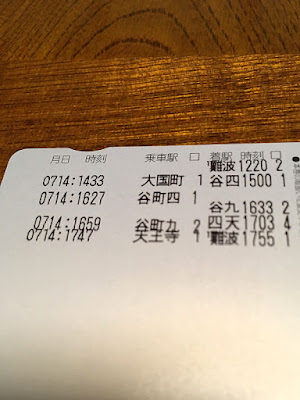 月日 時刻 乗車駅 口 着駅 時刻 口
'難波 1220 2
0714:1433 大国町 1 谷四 1500 1
0714:1627 谷町四 1
谷九 1633 2
0714:1659 谷町九 2 四天 1703 4
0714:1747 天王寺 1 '難波 1755 1